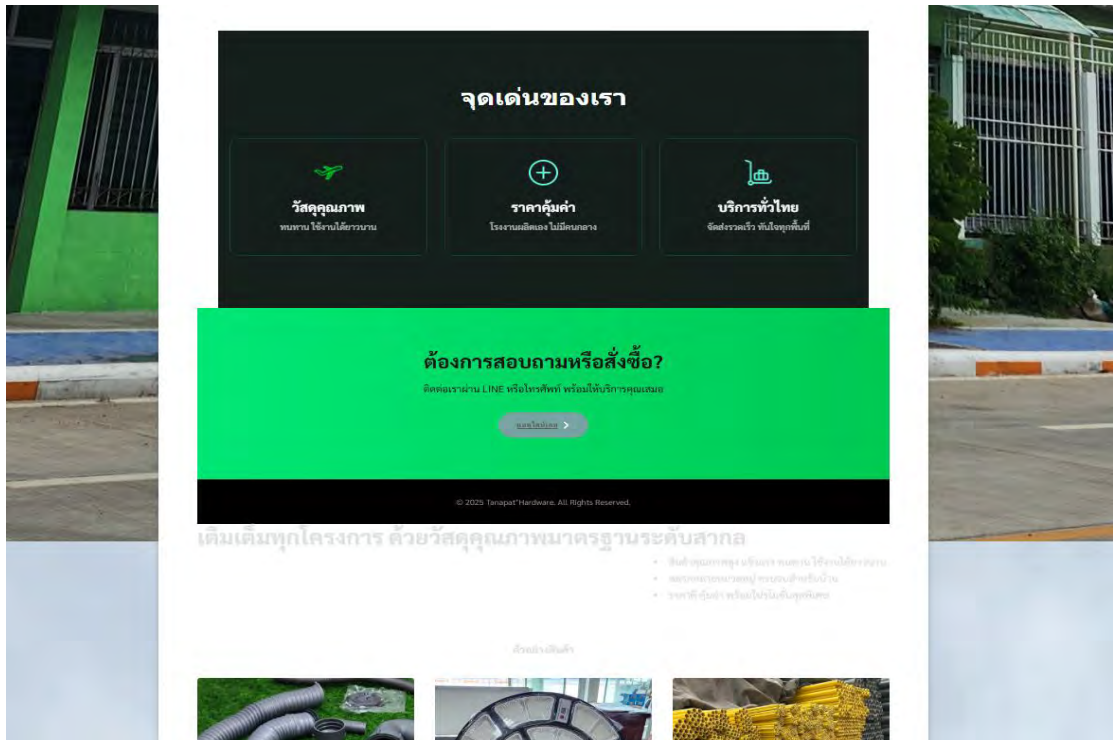 จุดเด่นของเรา
วัสดุคุณภาพ
ทนทาน ใช้งานได้ยาวนาน
ราคาคุ้มค่า
โรงงานผลิตเอง ไม่มีคนกลาง
บริการทั่วไทย
จัดส่งรวดเร็ว ทันใจทุกพื้นที่
ต้องการสอบถามหรือสั่งซื้อ?
ติดต่อเราผ่าน LINE หรือโทรศัพท์ พร้อมให้บริการคุณเสมอ
© 2025 Tanapat'Hardware. All Rights Reserved.
เติมเต็มทุกโครงการ ด้วยวัสดุคุณภาพมาตรฐานระดับสากล
ตัวอย่างสินค้า